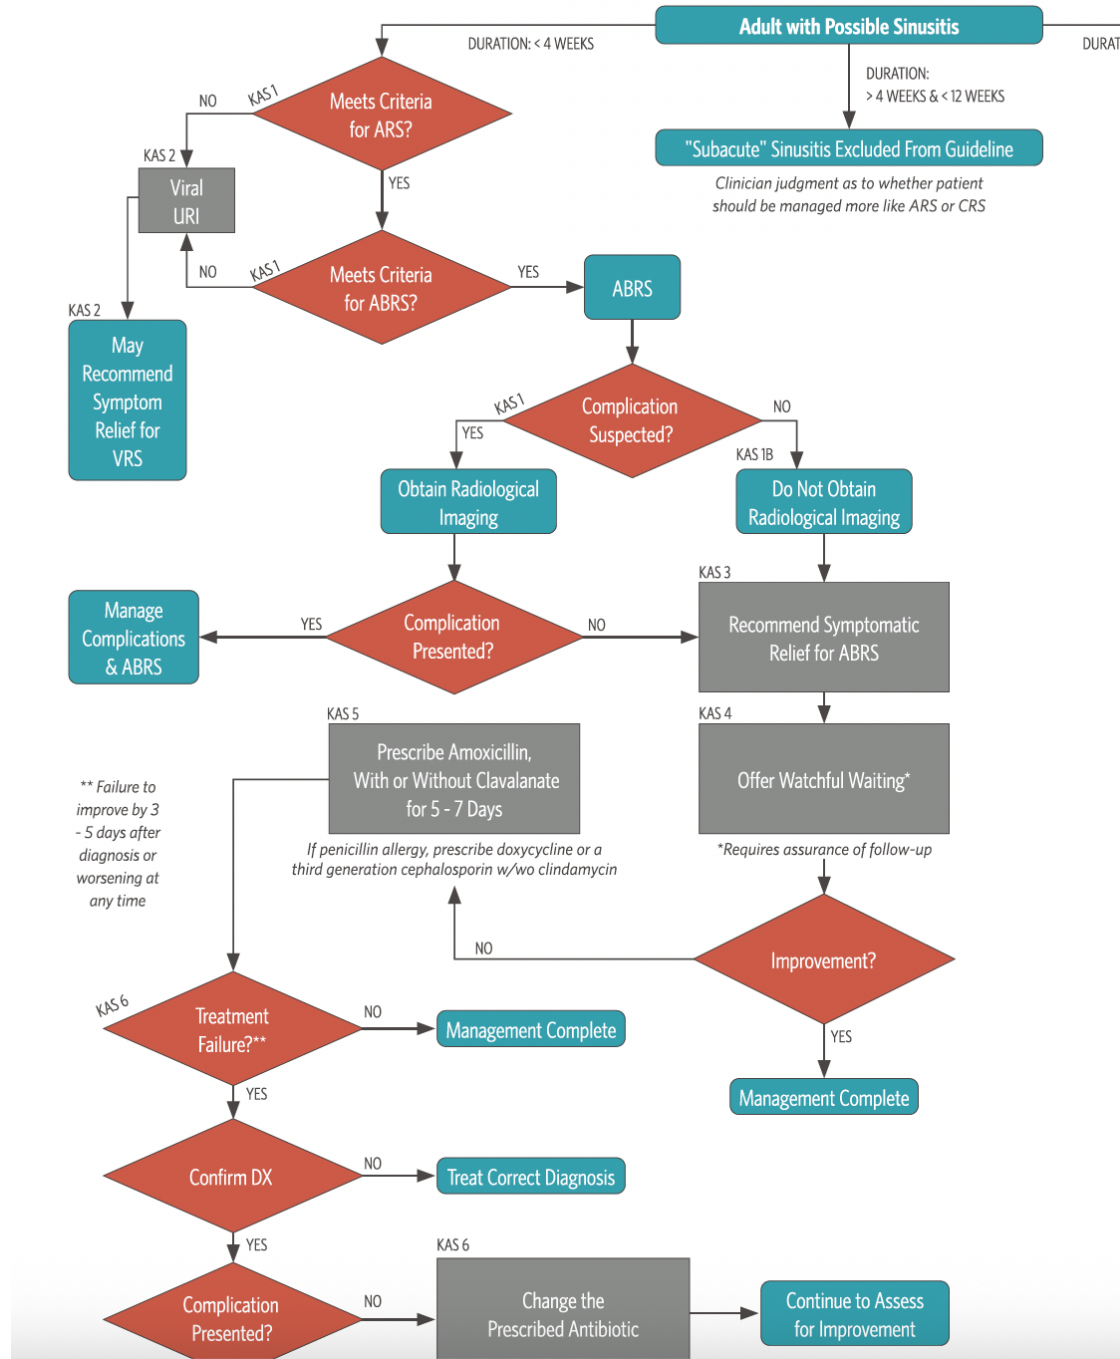 Adult with Possible Sinusitis
DURATION: < 4 WEEKS
DURAT
DURATION:
> 4 WEEKS & < 12 WEEKS
"Subacute" Sinusitis Excluded From Guideline
Clinician judgment as to whether patient
should be managed more like ARS or CRS
Meets Criteria
for ARS?
KAS 1
NO
YES
KAS 2
Viral
URI
Meets Criteria
for ABRS?
KAS 1
NO
YES
ABRS
KAS 2
May
Recommend
Symptom
Relief for
VRS
Complication
Suspected?
KAS 1
YES
NO
KAS 1B
Obtain Radiological
Imaging
Do Not Obtain
Radiological Imaging
Complication
Presented?
YES
NO
Manage
Complications
& ABRS
KAS 3
Recommend Symptomatic
Relief for ABRS
KAS 4
Offer Watchful Waiting*
*Requires assurance of follow-up
Improvement?
NO
YES
Management Complete
KAS 5
Prescribe Amoxicillin,
With or Without Clavalanate
for 5 - 7 Days
If penicillin allergy, prescribe doxycycline or a
third generation cephalosporin w/wo clindamycin
** Failure to
improve by 3
- 5 days after
diagnosis or
worsening at
any time
KAS 6
Treatment
Failure?**
NO
Management Complete
YES
Confirm DX
NO
Treat Correct Diagnosis
YES
Complication
Presented?
NO
KAS 6
Change the
Prescribed Antibiotic
Continue to Assess
for Improvement